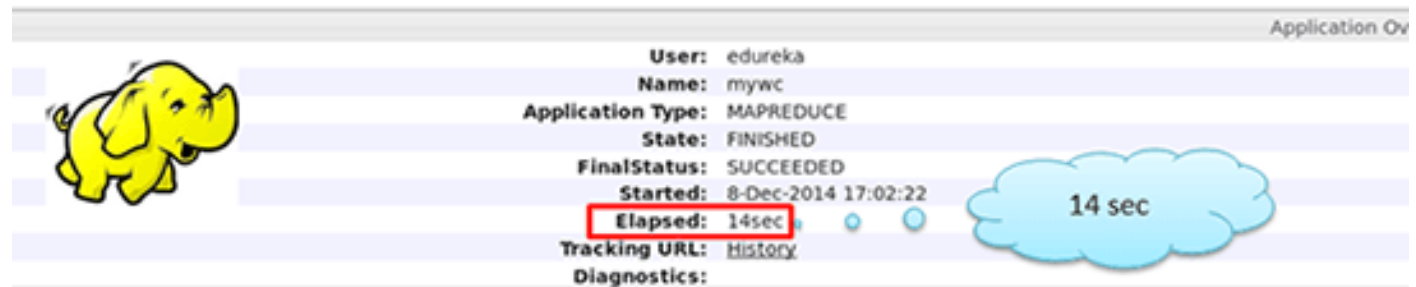 Application Ov
User: edureka
Name: mywc
Application Type: MAPREDUCE
State: FINISHED
FinalStatus: SUCCEEDED
Started: 8-Dec-2014 17:02:22
Elapsed: 14sec
14 sec
Tracking URL: History
Diagnostics: